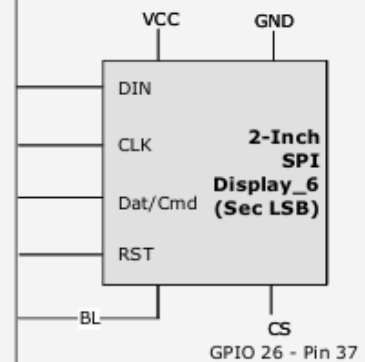 VCC
GND
DIN
CLK
2-Inch
SPI
Display_6
Dat/Cmd
(Sec LSB)
RST
BL
CS
GPIO 26 - Pin 37